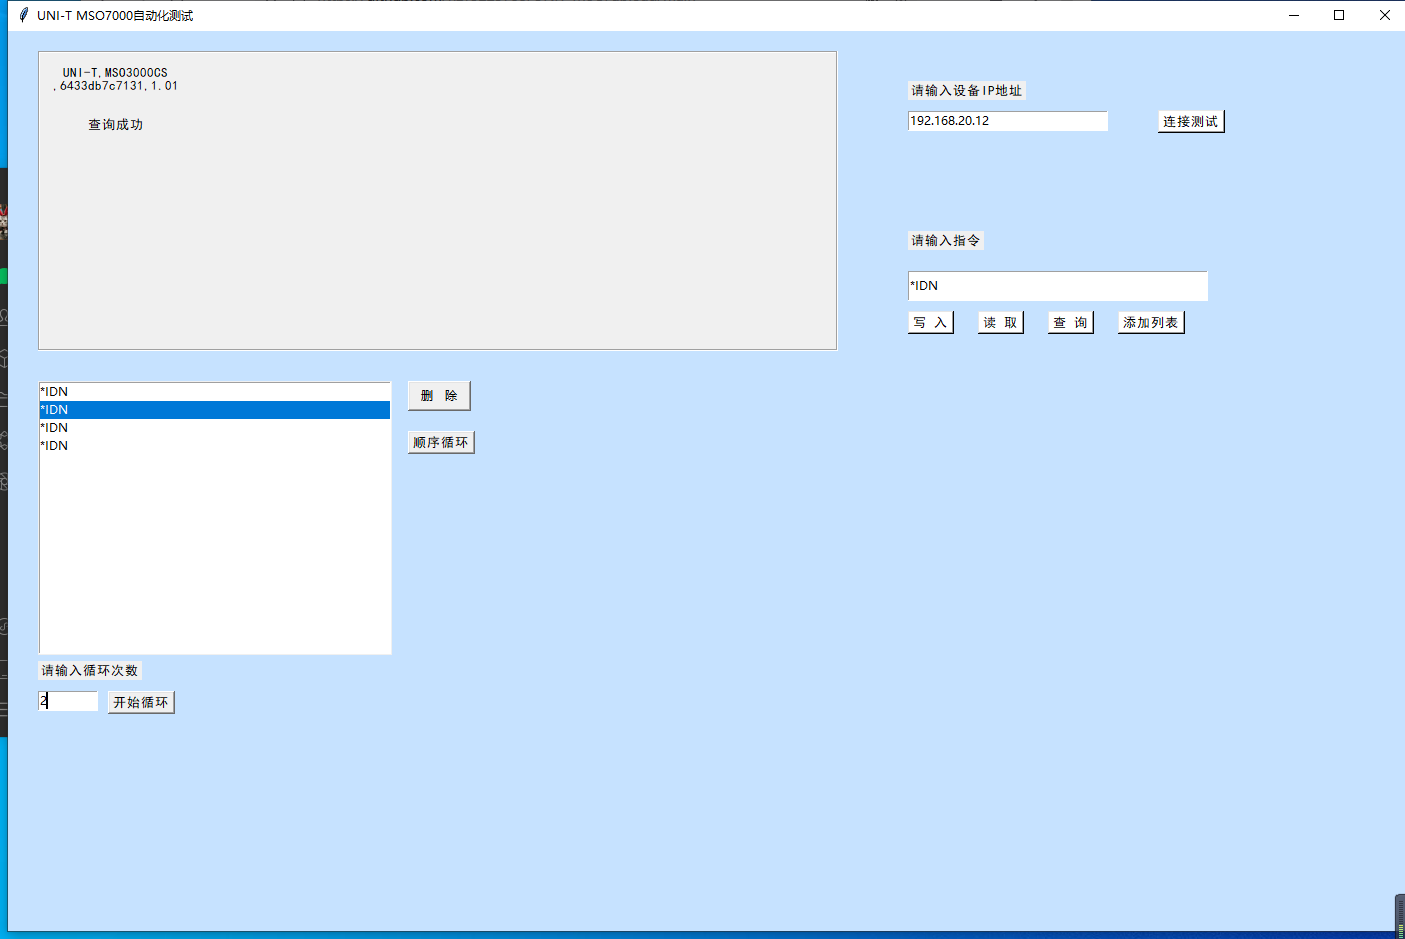 UNI-T MSO7000自动化测试
UNI-T,MSO3000CS
,6433db7c7131,1.01
查询成功
请输入设备IP地址
192.168.20.12
连接测试
请输入指令
*IDN
写 入
读 取
查 询
添加列表
*IDN
*IDN
*IDN
*IDN
删 除
顺序循环
请输入循环次数
2
开始循环